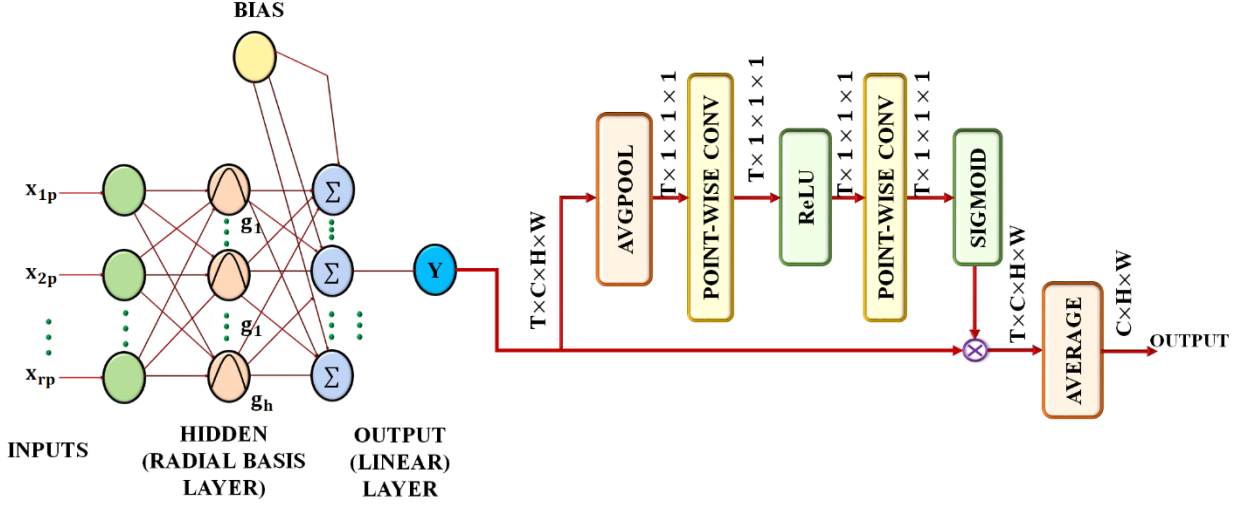 BIAS
x1p
x2p
xrp
g1
g1
gh
Σ
Σ
Σ
Y
INPUTS
HIDDEN
(RADIAL BASIS
LAYER)
OUTPUT
(LINEAR)
LAYER
T×C×H×W
AVGPOOL
T×1×1×1
POINT-WISE CONV
T×1×1×1
ReLU
T×1×1×1
POINT-WISE CONV
T×1×1×1
SIGMOID
T×C×H×W
AVERAGE
C×H×W
OUTPUT